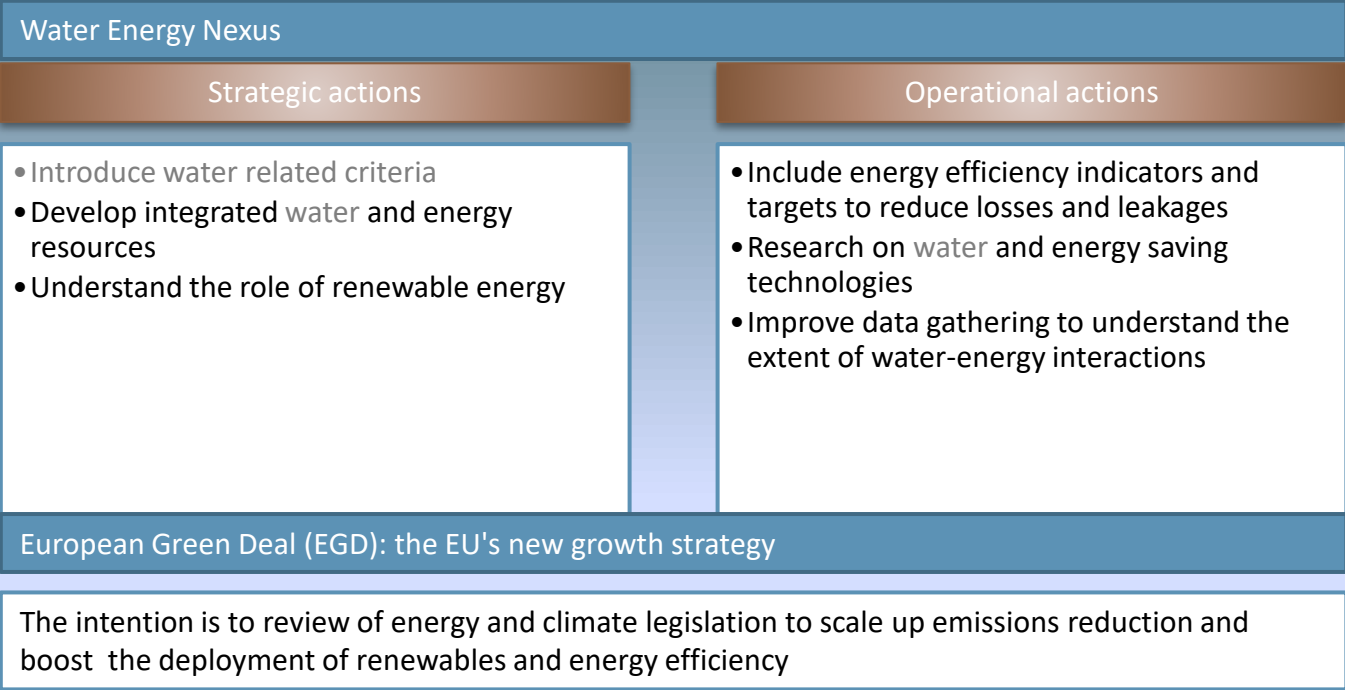 Water Energy Nexus
Strategic actions
•Introduce water related criteria
•Develop integrated water and energy
resources
•Understand the role of renewable energy
Operational actions
•Include energy efficiency indicators and
targets to reduce losses and leakages
•Research on water and energy saving
technologies
•Improve data gathering to understand the
extent of water-energy interactions
European Green Deal (EGD): the EU's new growth strategy
The intention is to review of energy and climate legislation to scale up emissions reduction and
boost  the deployment of renewables and energy efficiency